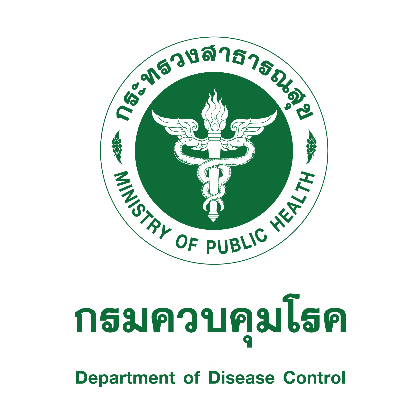 กระทรวงสาธารณสุข
MINISTRY OF PUBLIC HEALTH
กรมควบคุมโรค
Department of Disease Control